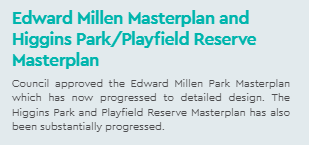 Edward Millen Masterplan and
Higgins Park/Playfield Reserve
Masterplan
Council approved the Edward Millen Park Masterplan
which has now progressed to detailed design. The
Higgins Park and Playfield Reserve Masterplan has also
been substantially progressed.